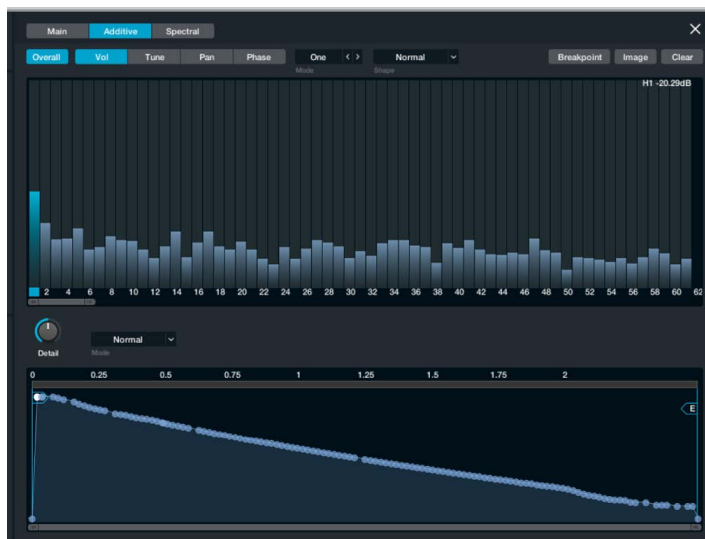 Main Additive Spectral
Overall Vol Tune Pan Phase One Normal Breakpoint Image Clear
Mode Shape
H1 -20.29dB
2 4 6 8 10 12 14 16 18 20 22 24 26 28 30 32 34 36 38 40 42 44 46 48 50 52 54 56 58 60 62
Normal
Detail Mode
0 0.25 0.5 0.75 1 1.25 1.5 1.75 2
E